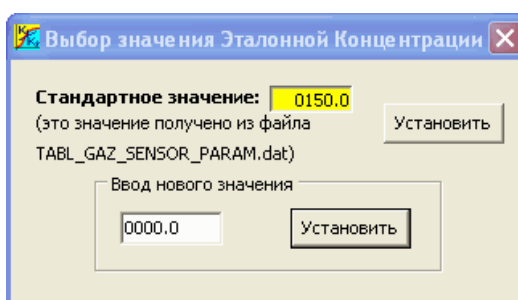 Выбор значения Эталонной Концентрации
Стандартное значение: 0150.0
(это значение получено из файла Установить
TABL_GAZ_SENSOR_PARAM.dat)
Ввод нового значения
0000.0 Установить